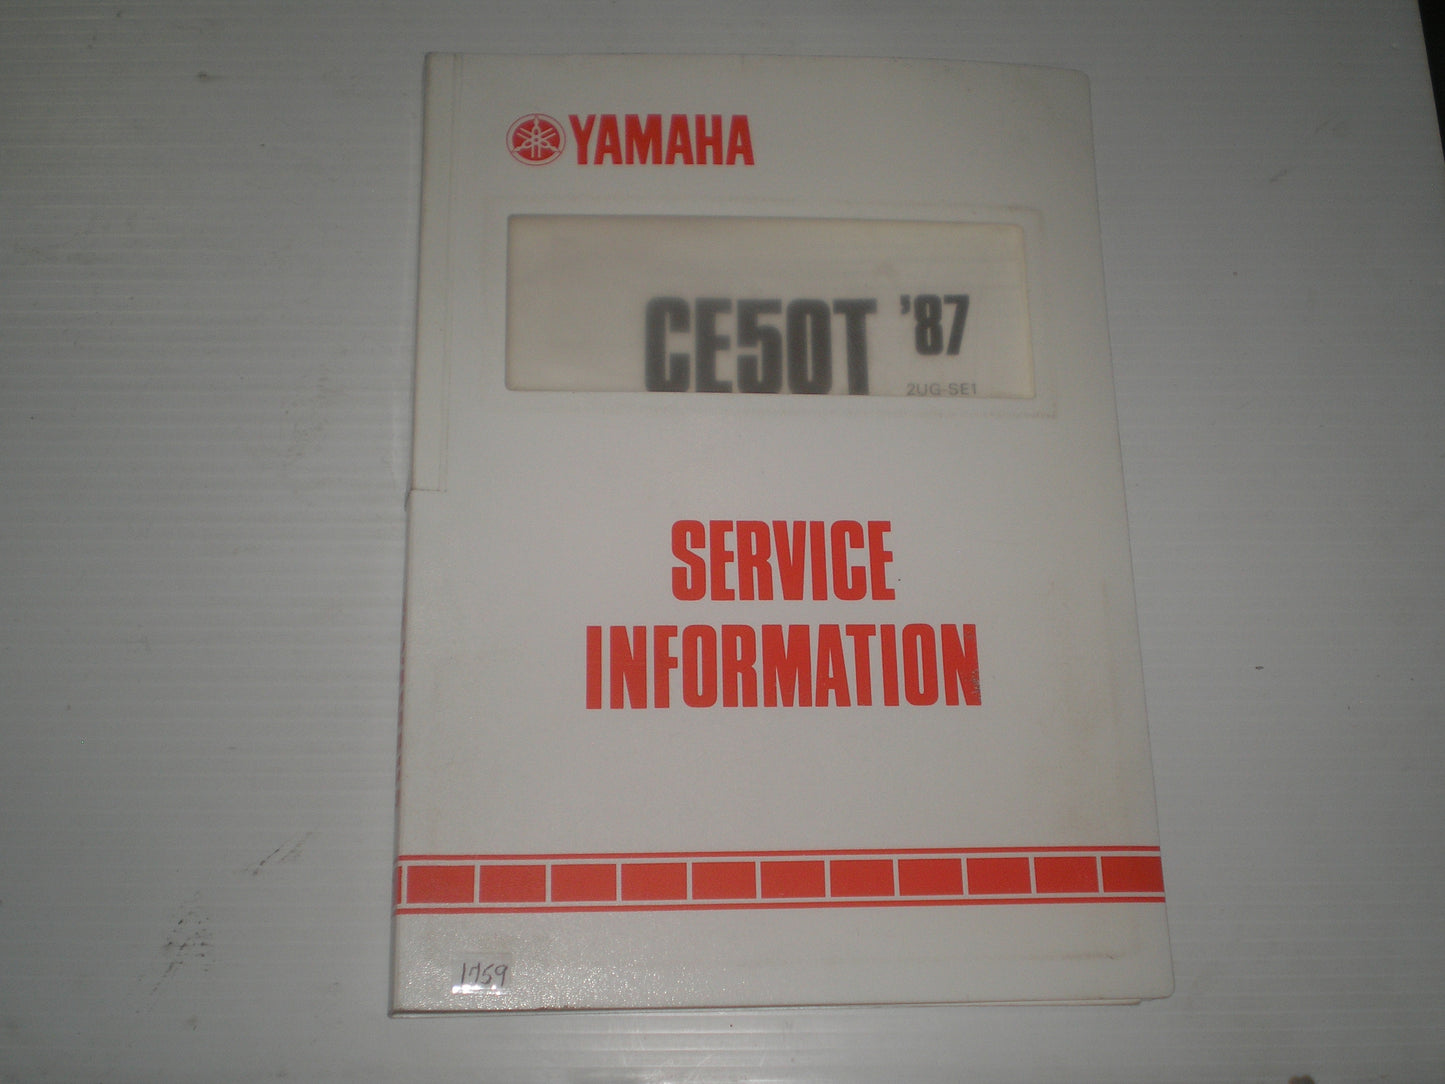 YAMAHA
CE50T '87
2UG-SE1
SERVICE
INFORMATION
1759